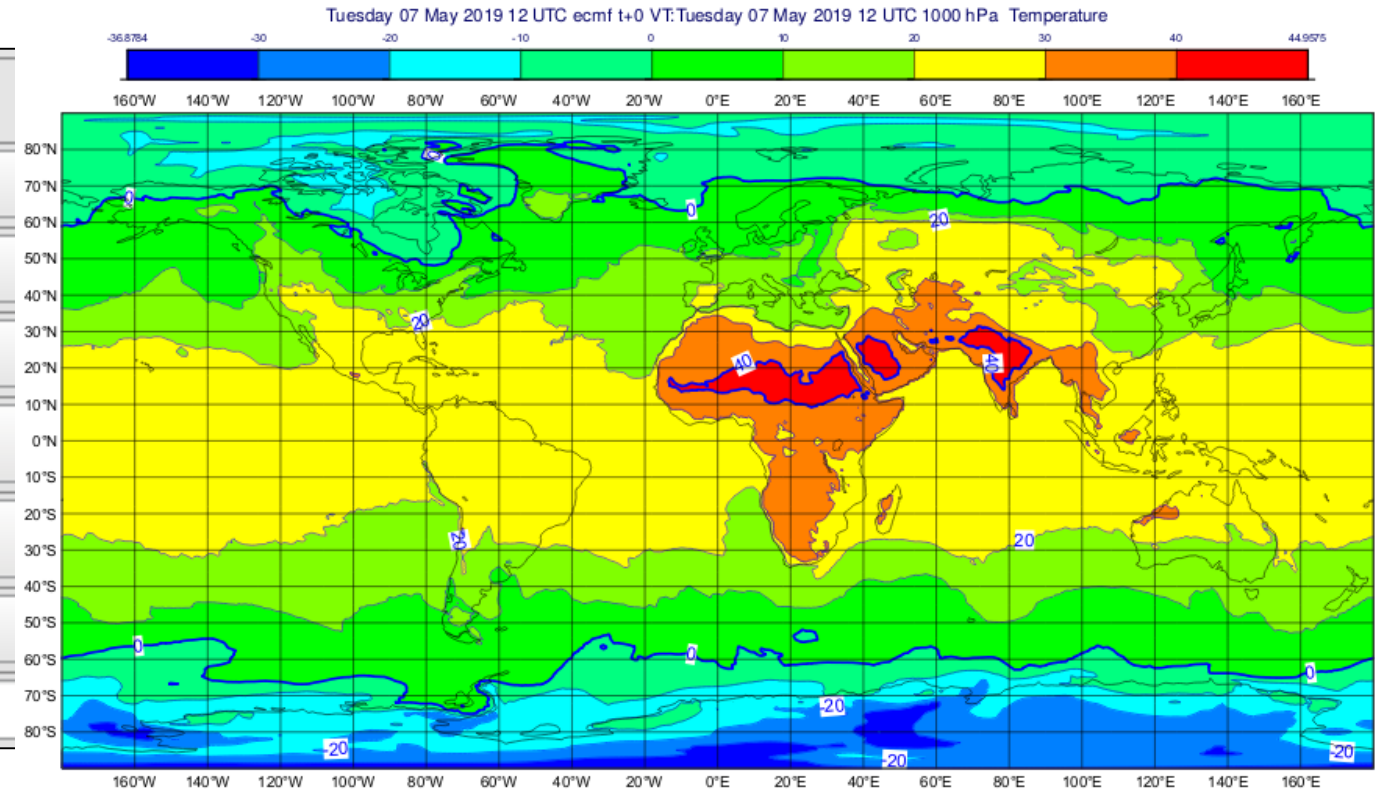 Tuesday 07 May 2019 12 UTC ecmf t+0 VT:Tuesday 07 May 2019 12 UTC 1000 hPa Temperature
-36.8784 -30 -20 -10 0 10 20 30 40 44.9575
160°W 140°W 120°W 100°W 80°W 60°W 40°W 20°W 0°E 20°E 40°E 60°E 80°E 100°E 120°E 140°E 160°E
80°N
70°N
0 0
60°N 20
50°N
40°N
30°N 20
20°N 40 40
10°N
0°N
10°S
20°S
30°S 20 20
40°S
50°S
60°S 0 0 0
70°S -20
80°S -20 -20 -20
160°W 140°W 120°W 100°W 80°W 60°W 40°W 20°W 0°E 20°E 40°E 60°E 80°E 100°E 120°E 140°E 160°E